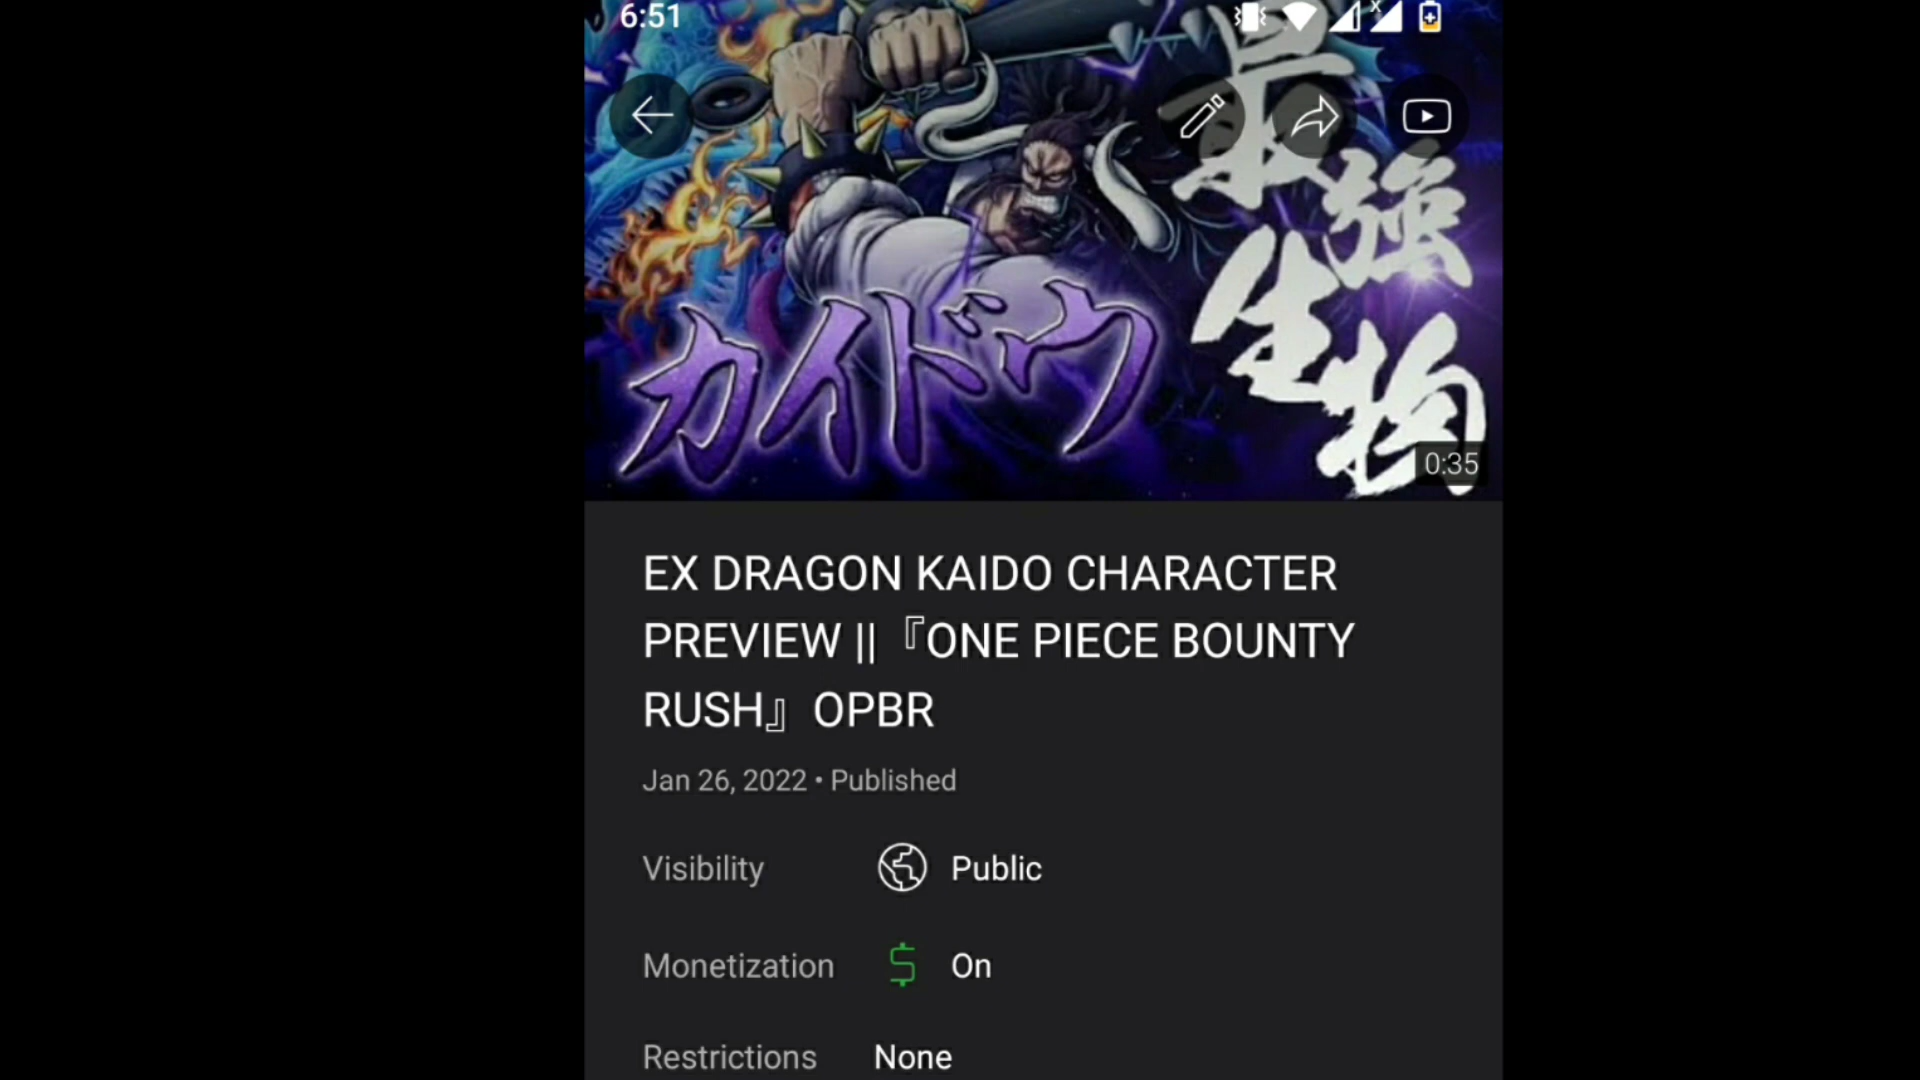 6:51
最強
生物
カイドウ
0:35
EX DRAGON KAIDO CHARACTER
PREVIEW || 『ONE PIECE BOUNTY
RUSH』 OPBR
Jan 26, 2022 • Published
Visibility Public
Monetization $ On
Restrictions None